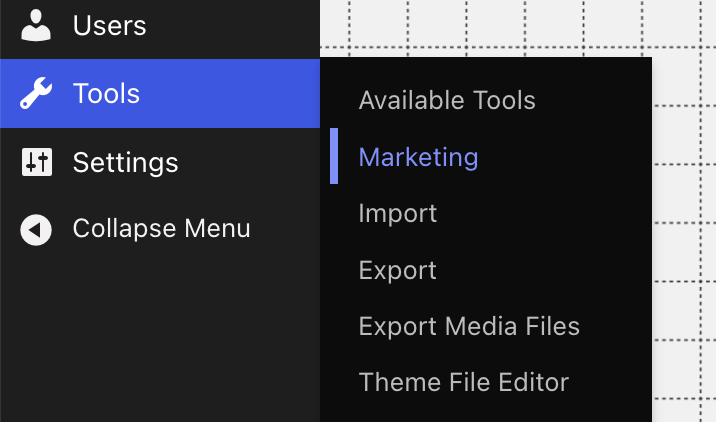 Users
Tools
Settings
Collapse Menu
Available Tools
Marketing
Import
Export
Export Media Files
Theme File Editor